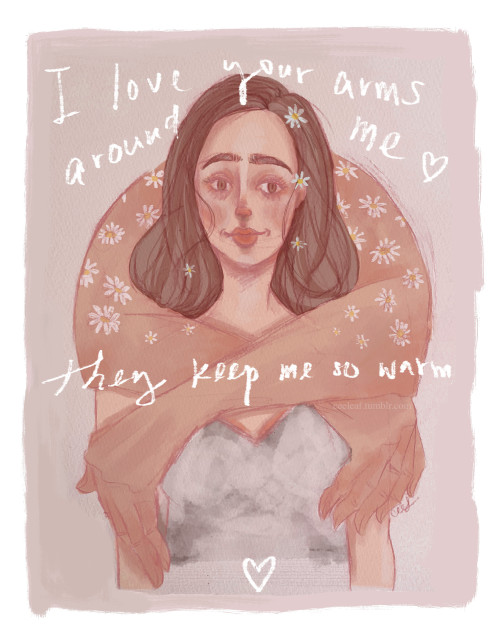 I love your arms
around me ♡
they keep me so warm
♡